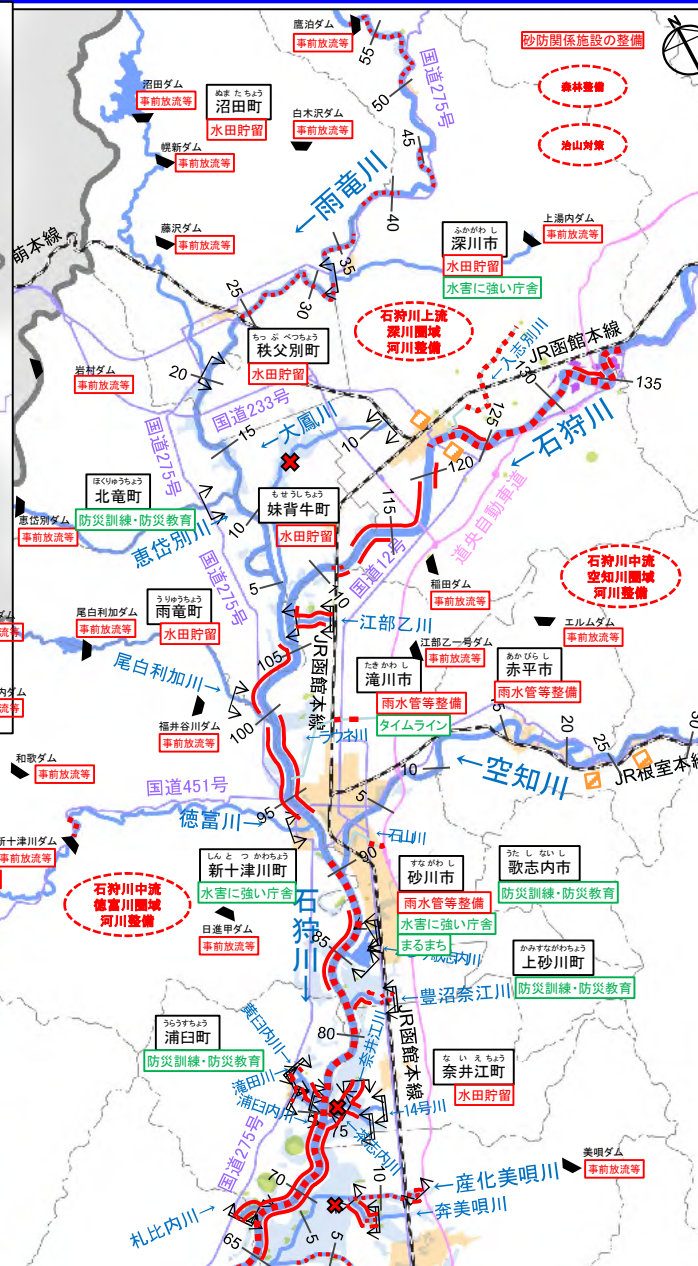 鷹泊ダム
事前放流等
砂防関係施設の整備
N
55
国道275号
50
45
森林整備
治山対策
沼田ダム
事前放流等
ぬまたちょう
沼田町
水田貯留
白木沢ダム
事前放流等
幌新ダム
事前放流等
←雨竜川
40
35
30
25
藤沢ダム
事前放流等
萌本線
ふかがわし
深川市
水田貯留
水害に強い庁舎
上湯内ダム
事前放流等
石狩川上流
深川圏域
河川整備
ちっぷべつちょう
秩父別町
水田貯留
入志別川
JR函館本線
130
135
岩村ダム
事前放流等
20
国道233号
15
←大鳳川
10
125
←石狩川
120
国道275号
ほくりゅうちょう
北竜町
防災訓練・防災教育
もせうしちょう
妹背牛町
水田貯留
115
道央自動車道
恵岱別ダム
事前放流等
恵岱別川→
10
国道12号
石狩川中流
空知川圏域
河川整備
国道275号
5
110
稲田ダム
事前放流等
うりゅうちょう
雨竜町
水田貯留
尾白利加ダム
事前放流等
←江部乙川
エルムダム
事前放流等
江部乙一号ダム
事前放流等
105
尾白利加川→
JR函館本線
たきかわし
滝川市
雨水管等整備
タイムライン
あかびらし
赤平市
雨水管等整備
15
20
25
30
福井谷川ダム
事前放流等
100
←ラウネ川
10
←空知川
JR根室本線
和歌ダム
事前放流等
国道451号
95
5
徳富川→
新十津川ダム
事前放流等
←石山川
90
石狩川中流
徳富川圏域
河川整備
しんとつかわちょう
新十津川町
水害に強い庁舎
すながわし
砂川市
雨水管等整備
水害に強い庁舎
まるまち
うたしないし
歌志内市
防災訓練・防災教育
日進甲ダム
事前放流等
石狩川→
85
歌志内川
かみすながわちょう
上砂川町
防災訓練・防災教育
←豊沼奈江川
80
うらうすちょう
浦臼町
防災訓練・防災教育
黄臼内川→
滝田川→
浦臼内川→
奈井江川
JR函館本線
ないえちょう
奈井江町
水田貯留
←14号川
75
茶志内川
国道275号
70
10
←産化美唄川
←奔美唄川
美唄ダム
事前放流等
札比内川→
65
5
5